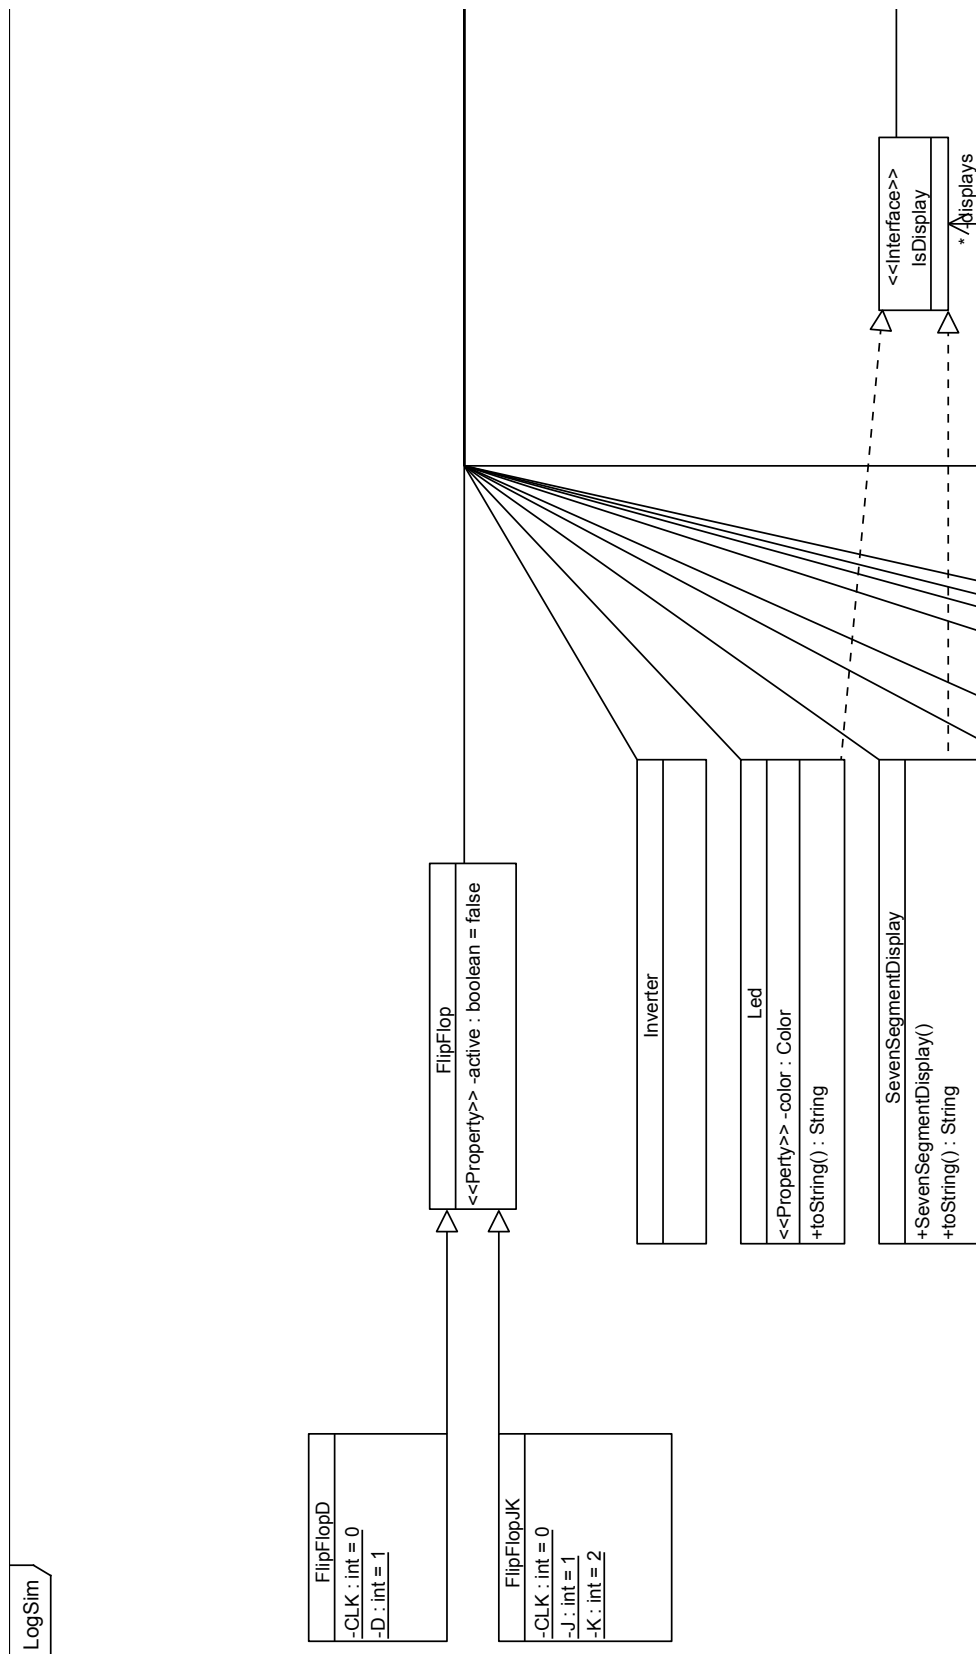 LogSim
FlipFlopD
-CLK : int = 0
-D : int = 1
FlipFlopJK
-CLK : int = 0
-J : int = 1
-K : int = 2
FlipFlop
<<Property>> -active : boolean = false
Inverter
Led
<<Property>> -color : Color
+toString() : String
SevenSegmentDisplay
+SevenSegmentDisplay()
+toString() : String
<<Interface>>
IsDisplay
* -displays